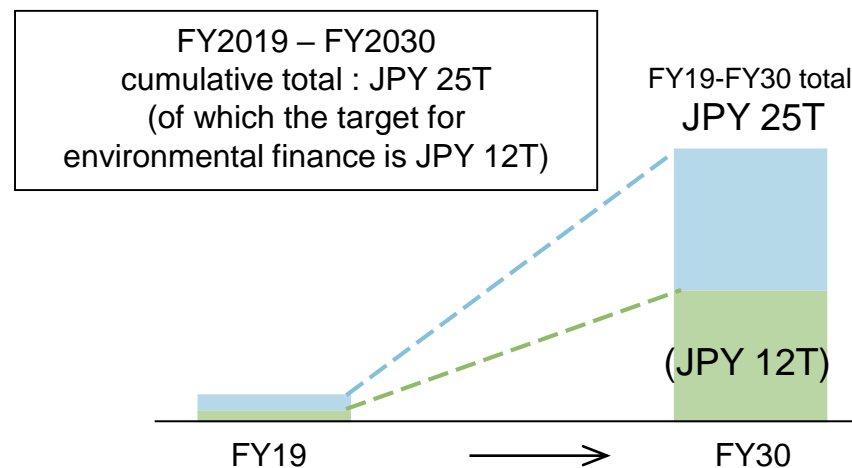 FY2019 – FY2030
cumulative total : JPY 25T
(of which the target for
environmental finance is JPY 12T)
FY19-FY30 total
JPY 25T
(JPY 12T)
FY19
FY30